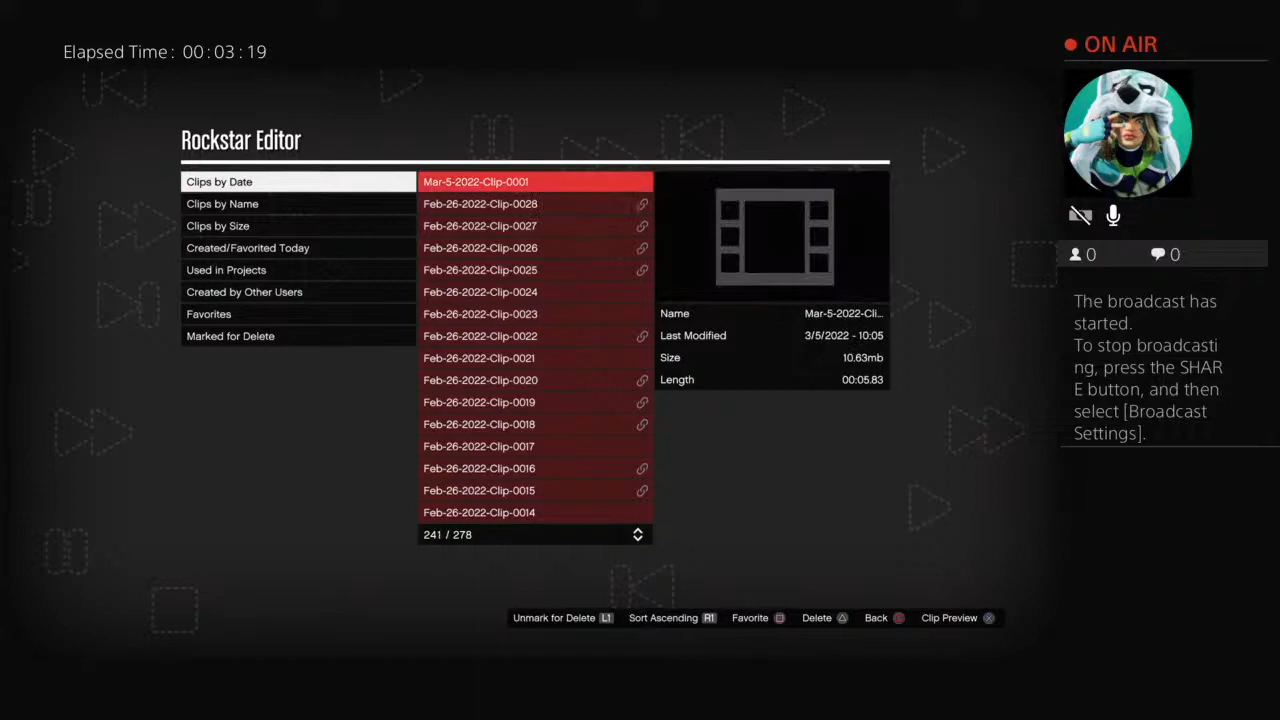 Elapsed Time: 00:03:19
Rockstar Editor
Clips by Date
Clips by Name
Clips by Size
Created/Favorited Today
Used in Projects
Created by Other Users
Favorites
Marked for Delete
Mar-5-2022-Clip-0001
Feb-26-2022-Clip-0028
Feb-26-2022-Clip-0027
Feb-26-2022-Clip-0026
Feb-26-2022-Clip-0025
Feb-26-2022-Clip-0024
Feb-26-2022-Clip-0023
Feb-26-2022-Clip-0022
Feb-26-2022-Clip-0021
Feb-26-2022-Clip-0020
Feb-26-2022-Clip-0019
Feb-26-2022-Clip-0018
Feb-26-2022-Clip-0017
Feb-26-2022-Clip-0016
Feb-26-2022-Clip-0015
Feb-26-2022-Clip-0014
241 / 278
Name Mar-5-2022-Cli...
Last Modified 3/5/2022 - 10:05
Size 10.63mb
Length 00:05.83
Unmark for Delete L1 Sort Ascending R1 Favorite Delete Back Clip Preview
ON AIR
0 0
The broadcast has
started.
To stop broadcasti
ng, press the SHAR
E button, and then
select [Broadcast
Settings].